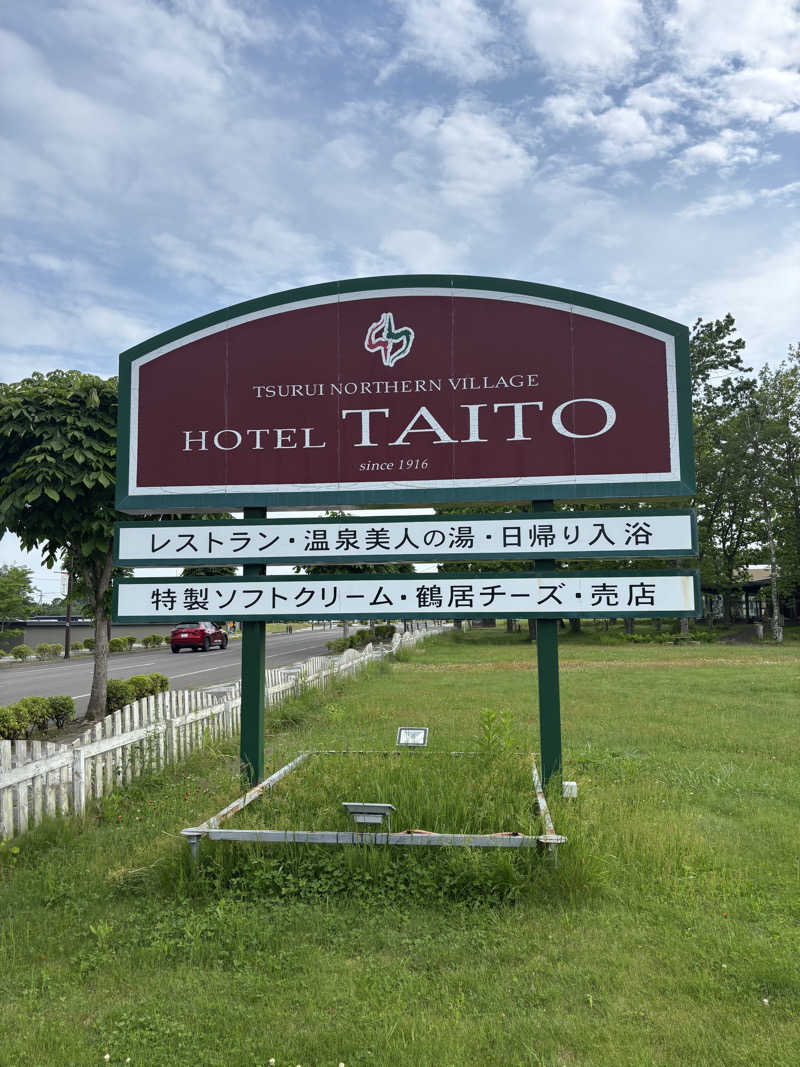 TSURUI NORTHERN VILLAGE
HOTEL TAITO
since 1916
レストラン・温泉美人の湯・日帰り入浴
特製ソフトクリーム・鶴居チーズ・売店